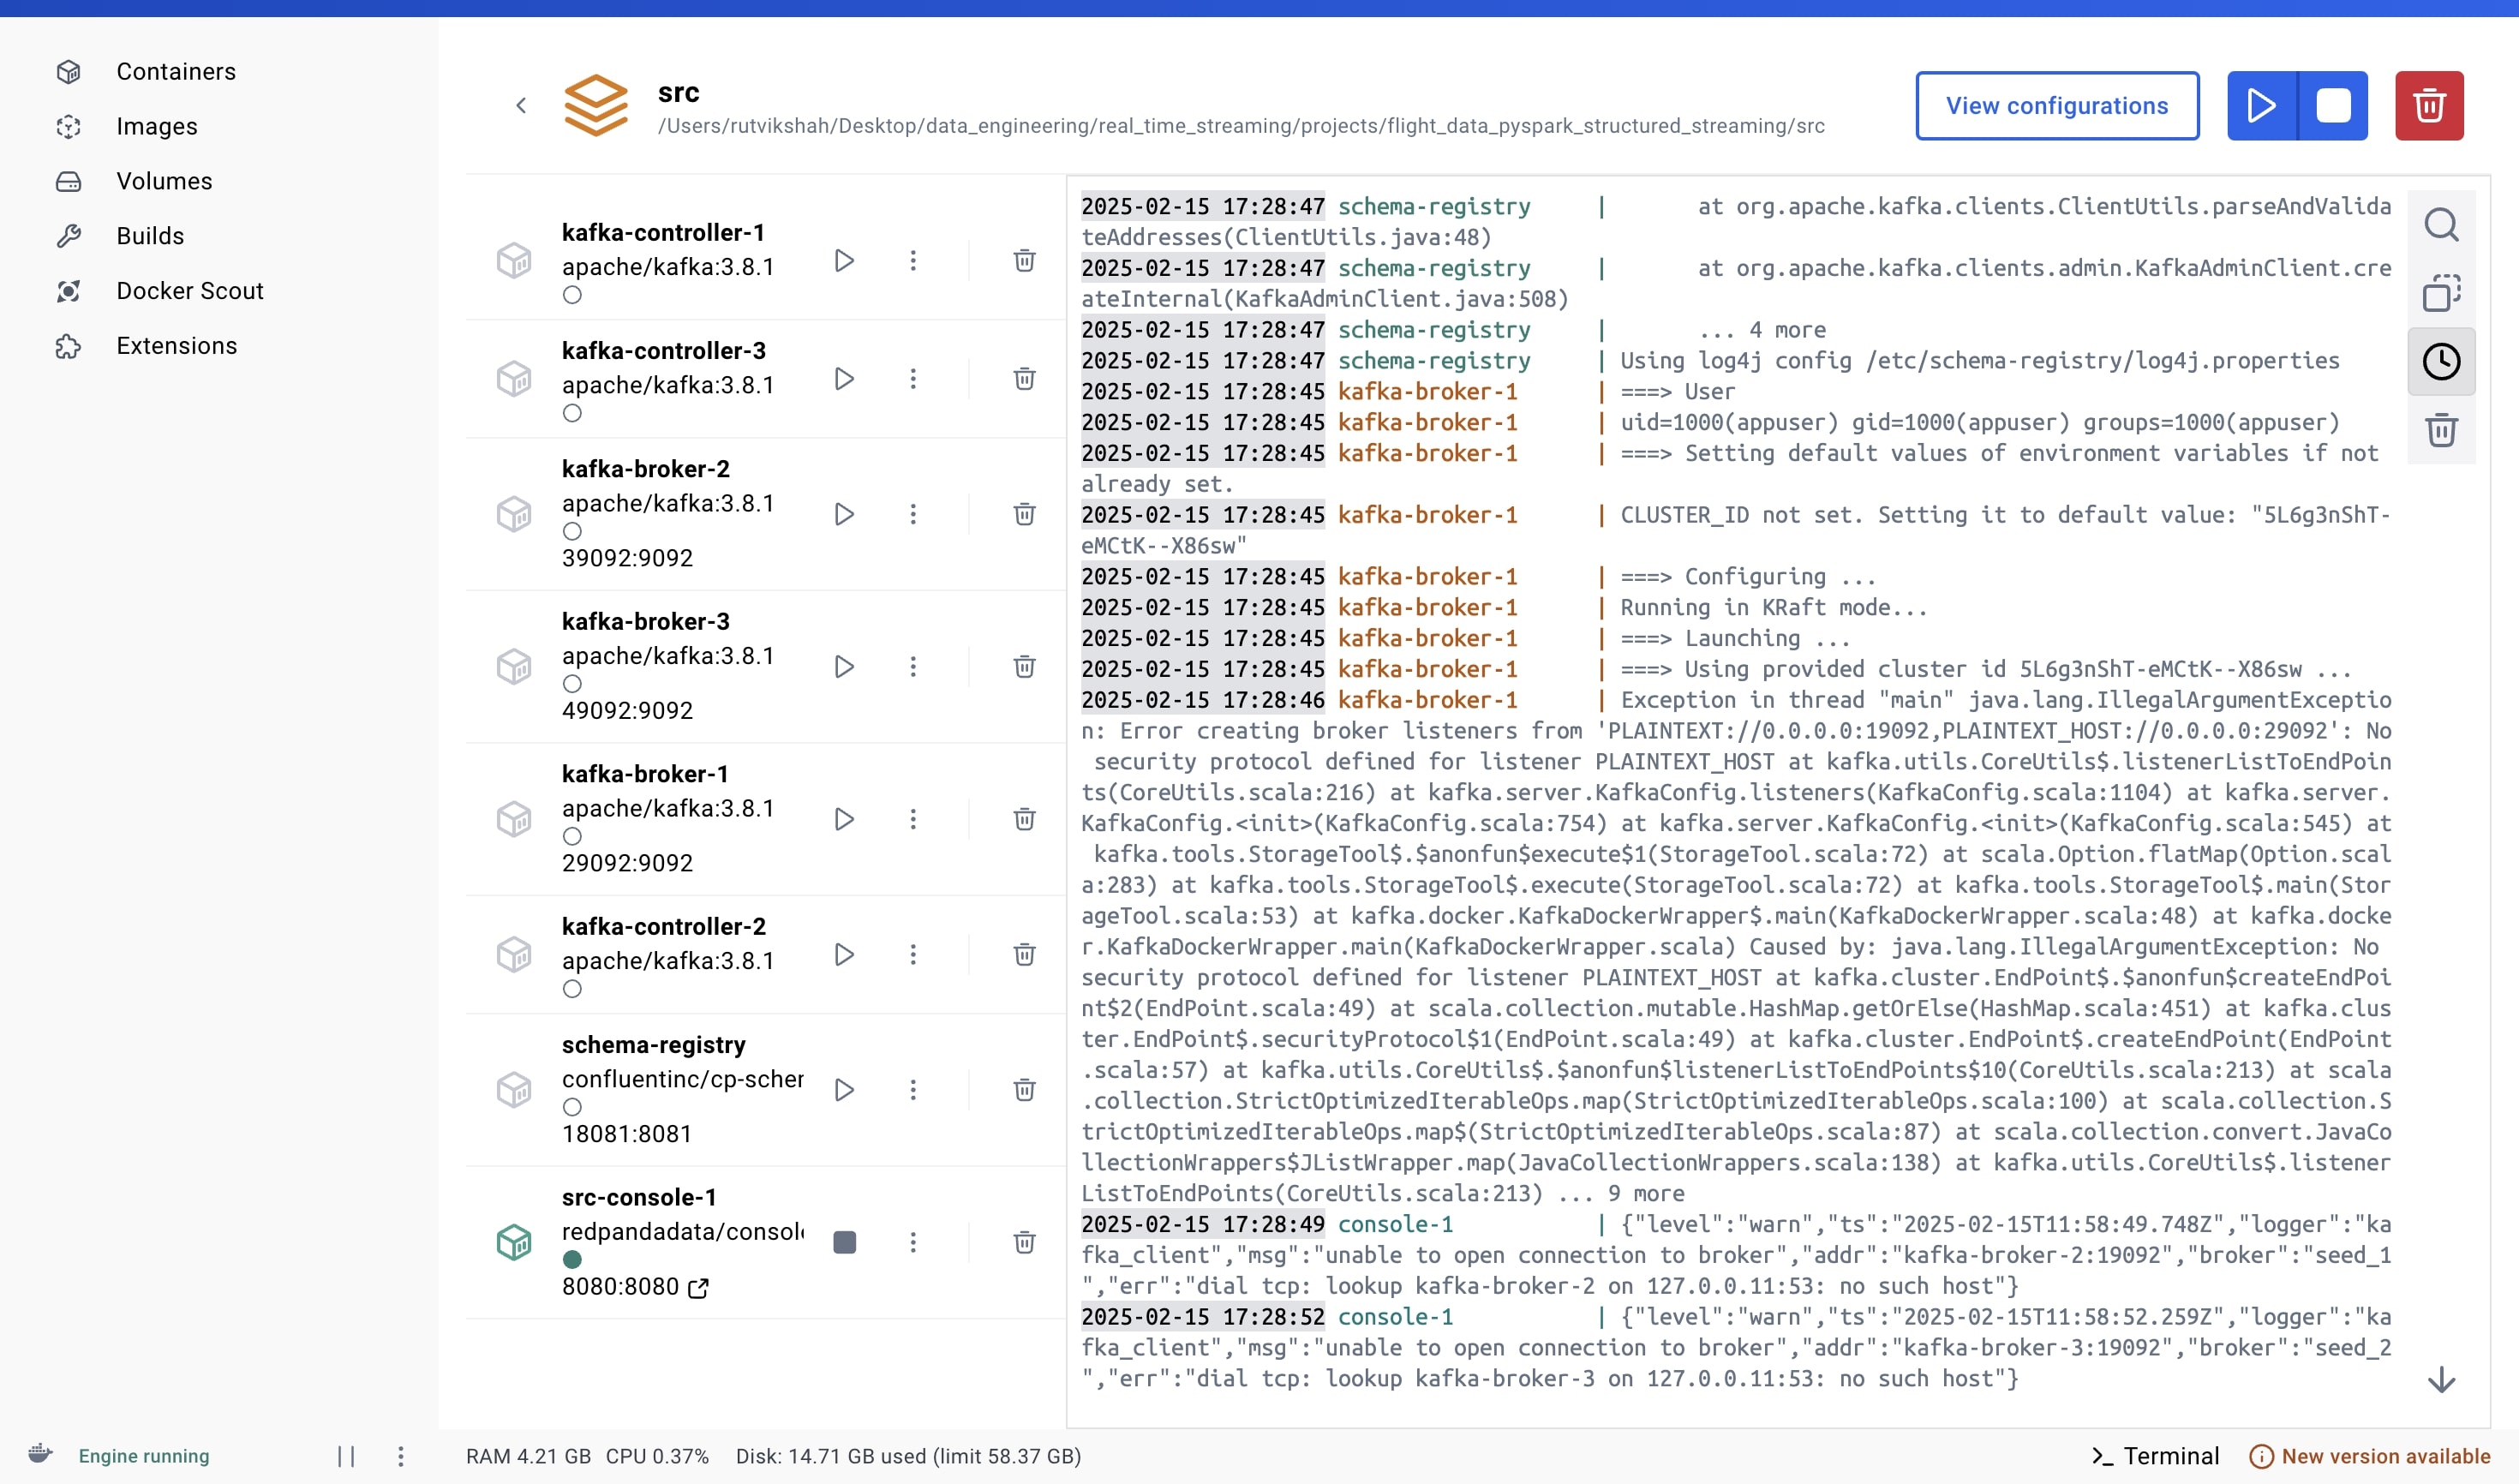 Containers
Images
Volumes
Builds
Docker Scout
Extensions
src
/Users/rutvikshah/Desktop/data_engineering/real_time_streaming/projects/flight_data_pyspark_structured_streaming/src
View configurations
kafka-controller-1
apache/kafka:3.8.1
kafka-controller-3
apache/kafka:3.8.1
kafka-broker-2
apache/kafka:3.8.1
39092:9092
kafka-broker-3
apache/kafka:3.8.1
49092:9092
kafka-broker-1
apache/kafka:3.8.1
29092:9092
kafka-controller-2
apache/kafka:3.8.1
schema-registry
confluentinc/cp-scher
18081:8081
src-console-1
redpandadata/consol
8080:8080
2025-02-15 17:28:47 schema-registry | at org.apache.kafka.clients.ClientUtils.parseAndValida
teAddresses(ClientUtils.java:48)
2025-02-15 17:28:47 schema-registry | at org.apache.kafka.clients.admin.KafkaAdminClient.cre
ateInternal(KafkaAdminClient.java:508)
2025-02-15 17:28:47 schema-registry | ... 4 more
2025-02-15 17:28:47 schema-registry | Using log4j config /etc/schema-registry/log4j.properties
2025-02-15 17:28:45 kafka-broker-1 | ===> User
2025-02-15 17:28:45 kafka-broker-1 | uid=1000(appuser) gid=1000(appuser) groups=1000(appuser)
2025-02-15 17:28:45 kafka-broker-1 | ===> Setting default values of environment variables if not
already set.
2025-02-15 17:28:45 kafka-broker-1 | CLUSTER_ID not set. Setting it to default value: "5L6g3nShT-
eMCtK--X86sw"
2025-02-15 17:28:45 kafka-broker-1 | ===> Configuring ...
2025-02-15 17:28:45 kafka-broker-1 | Running in KRaft mode...
2025-02-15 17:28:45 kafka-broker-1 | ===> Launching ...
2025-02-15 17:28:45 kafka-broker-1 | ===> Using provided cluster id 5L6g3nShT-eMCtK--X86sw ...
2025-02-15 17:28:46 kafka-broker-1 | Exception in thread "main" java.lang.IllegalArgumentExceptio
n: Error creating broker listeners from 'PLAINTEXT://0.0.0.0:19092,PLAINTEXT_HOST://0.0.0.0:29092': No
security protocol defined for listener PLAINTEXT_HOST at kafka.utils.CoreUtils$.listenerListToEndPoin
ts(CoreUtils.scala:216) at kafka.server.KafkaConfig.listeners(KafkaConfig.scala:1104) at kafka.server.
KafkaConfig.<init>(KafkaConfig.scala:754) at kafka.server.KafkaConfig.<init>(KafkaConfig.scala:545) at
kafka.tools.StorageTool$.$anonfun$execute$1(StorageTool.scala:72) at scala.Option.flatMap(Option.scal
a:283) at kafka.tools.StorageTool$.execute(StorageTool.scala:72) at kafka.tools.StorageTool$.main(Stor
ageTool.scala:53) at kafka.docker.KafkaDockerWrapper$.main(KafkaDockerWrapper.scala:48) at kafka.docke
r.KafkaDockerWrapper.main(KafkaDockerWrapper.scala) Caused by: java.lang.IllegalArgumentException: No
security protocol defined for listener PLAINTEXT_HOST at kafka.cluster.EndPoint$.$anonfun$createEndPoi
nt$2(EndPoint.scala:49) at scala.collection.mutable.HashMap.getOrElse(HashMap.scala:451) at kafka.clus
ter.EndPoint$.securityProtocol$1(EndPoint.scala:49) at kafka.cluster.EndPoint$.createEndPoint(EndPoint
.scala:57) at kafka.utils.CoreUtils$.$anonfun$listenerListToEndPoints$10(CoreUtils.scala:213) at scala
.collection.StrictOptimizedIterableOps.map(StrictOptimizedIterableOps.scala:100) at scala.collection.S
trictOptimizedIterableOps.map$(StrictOptimizedIterableOps.scala:87) at scala.collection.convert.JavaCo
llectionWrappers$JListWrapper.map(JavaCollectionWrappers.scala:138) at kafka.utils.CoreUtils$.listener
ListToEndPoints(CoreUtils.scala:213) ... 9 more
2025-02-15 17:28:49 console-1 | {"level":"warn","ts":"2025-02-15T11:58:49.748Z","logger":"ka
fka_client","msg":"unable to open connection to broker","addr":"kafka-broker-2:19092","broker":"seed_1
","err":"dial tcp: lookup kafka-broker-2 on 127.0.0.11:53: no such host"}
2025-02-15 17:28:52 console-1 | {"level":"warn","ts":"2025-02-15T11:58:52.259Z","logger":"ka
fka_client","msg":"unable to open connection to broker","addr":"kafka-broker-3:19092","broker":"seed_2
","err":"dial tcp: lookup kafka-broker-3 on 127.0.0.11:53: no such host"}
Engine running
RAM 4.21 GB CPU 0.37% Disk: 14.71 GB used (limit 58.37 GB)
Terminal
New version available